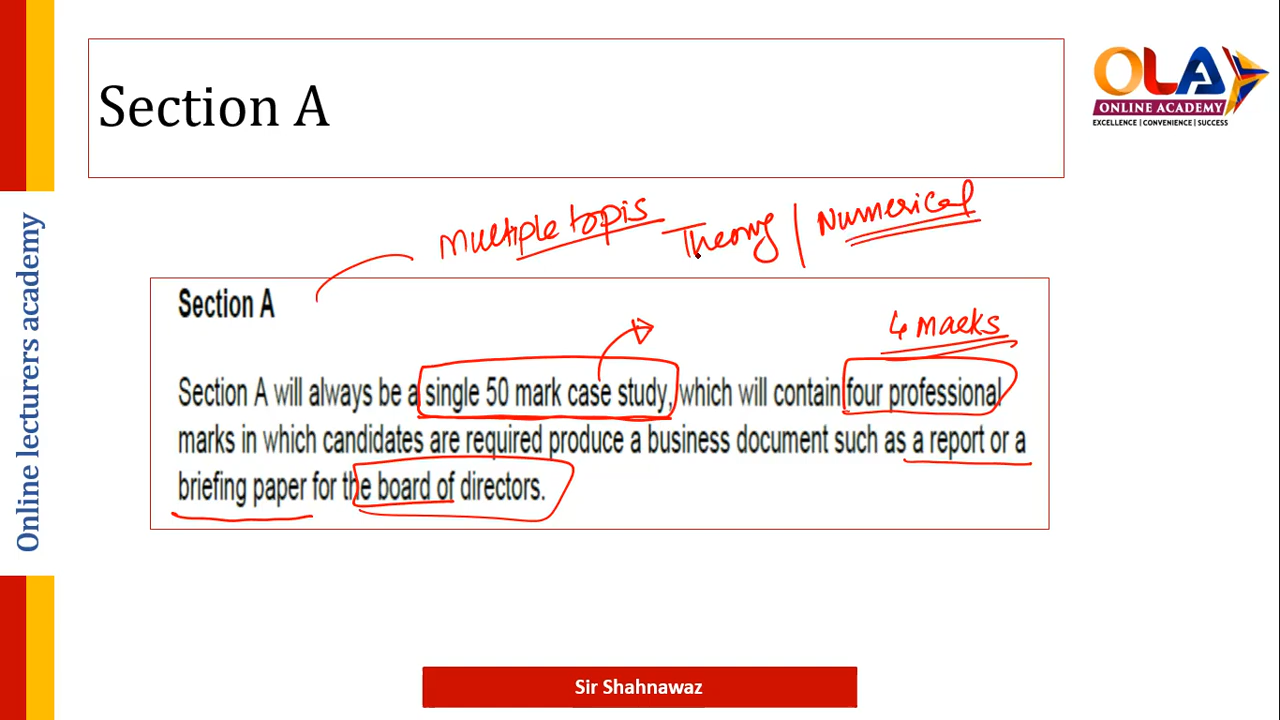 Section A
OLA
ONLINE ACADEMY
EXCELLENCE | CONVENIENCE | SUCCESS
Online lecturers academy
Multiple topis Theory | Numerical
Section A
4 marks
Section A will always be a single 50 mark case study, which will contain four professional
marks in which candidates are required produce a business document such as a report or a
briefing paper for the board of directors.
Sir Shahnawaz